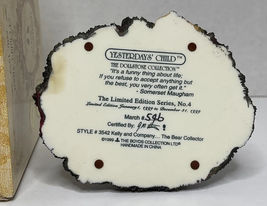 YESTERDAYS' CHILD™
THE DOLLSTONE COLLECTION™
"It's a funny thing about life;
If you refuse to accept anything but
the best you very often get it."
- Somerset Maugham
The Limited Edition Series, No.4
Limited Edition January 1, 1999 to December 31, 1999
March # 596
Certified By:
STYLE # 3542 Kelly and Company... The Bear Collector
©1999 THE BOYDS COLLECTION LTD®
HANDMADE IN CHINA